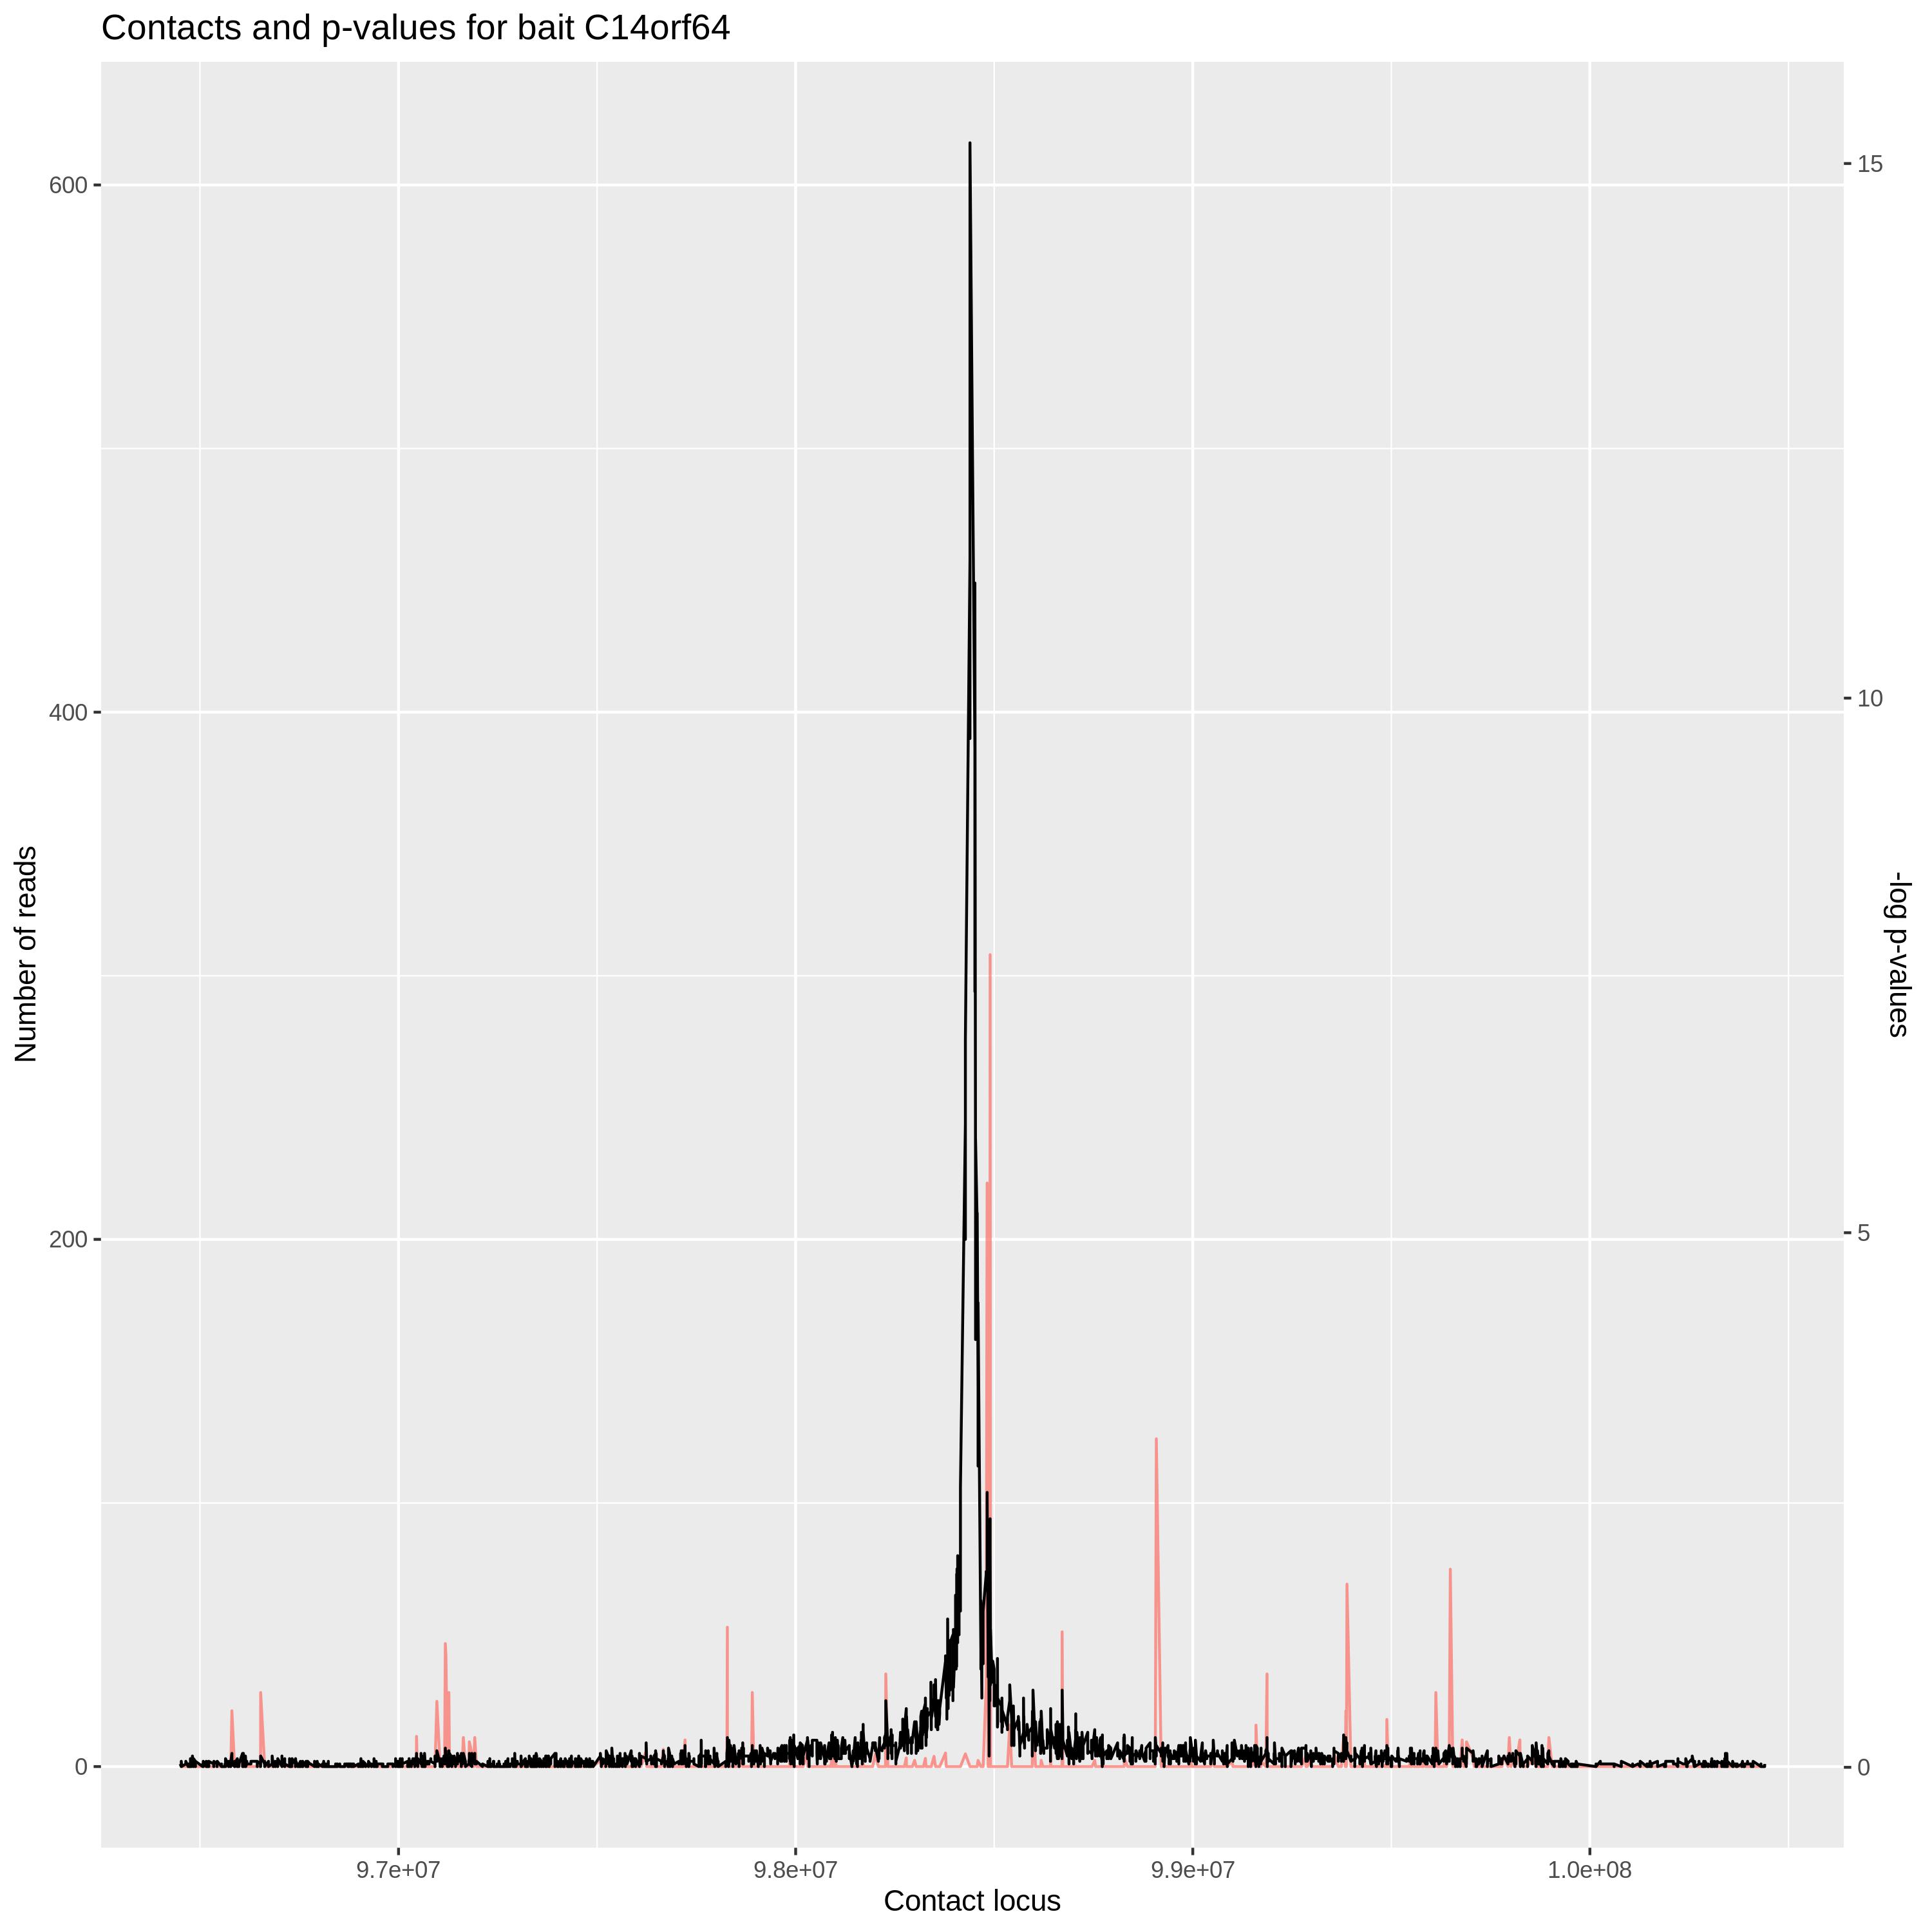 Contacts and p-values for bait C14orf64
600
400
200
0
15
10
5
0
Number of reads
-log p-values
9.7e+07
9.8e+07
9.9e+07
1.0e+08
Contact locus